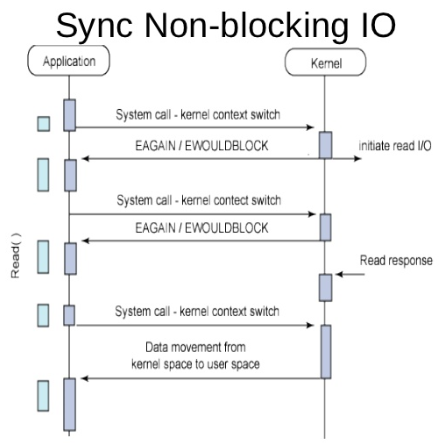 Sync Non-blocking IO
Application
Kernel
System call - kernel context switch
EAGAIN / EWOULDBLOCK
initiate read I/O
System call - kernel contect switch
EAGAIN / EWOULDBLOCK
Read( )
Read response
System call - kernel context switch
Data movement from
kernel space to user space